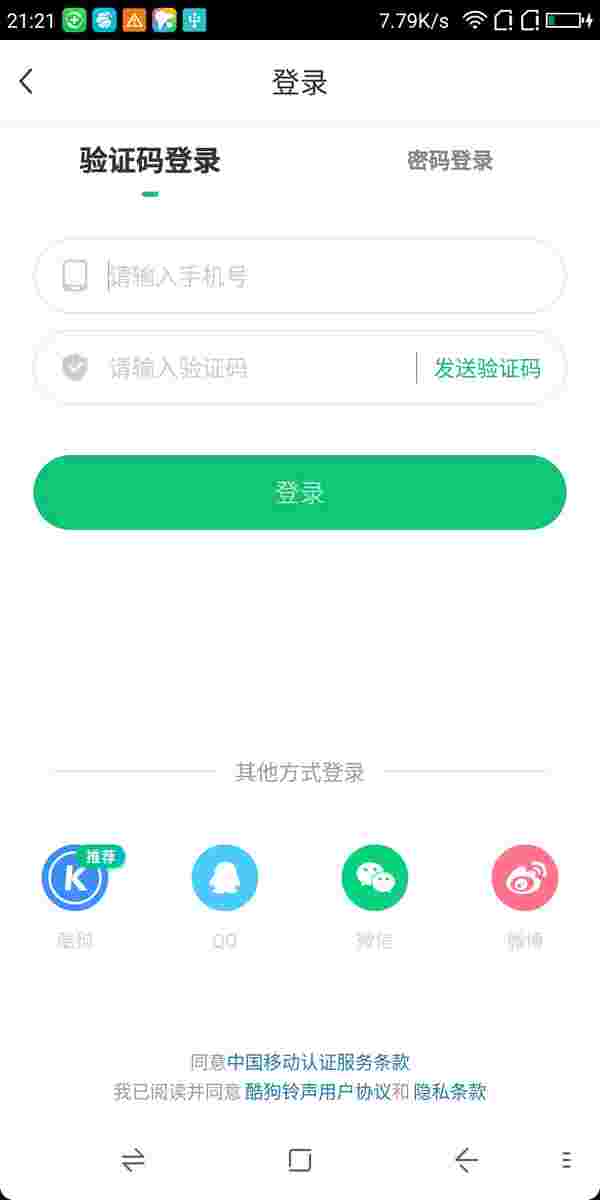 21:21 7.79K/s
登录
验证码登录 密码登录
请输入手机号
请输入验证码 发送验证码
登录
其他方式登录
推荐
酷狗 QQ 微信 微博
同意中国移动认证服务条款
我已阅读并同意 酷狗铃声用户协议和 隐私条款